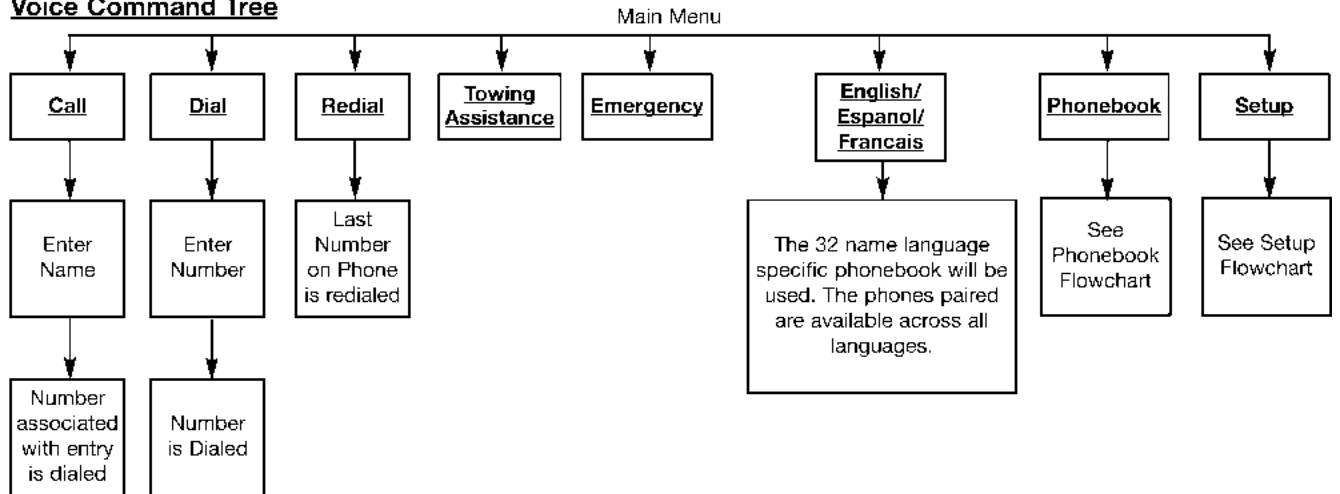 Voice Command Tree
Main Menu
Call
Dial
Redial
Towing
Assistance
Emergency
English/
Espanol/
Francais
Phonebook
Setup
Enter
Name
Enter
Number
Last
Number
on Phone
is redialed
The 32 name language
specific phonebook will be
used. The phones paired
are available across all
languages.
See
Phonebook
Flowchart
See Setup
Flowchart
Number
associated
with entry
is dialed
Number
is Dialed